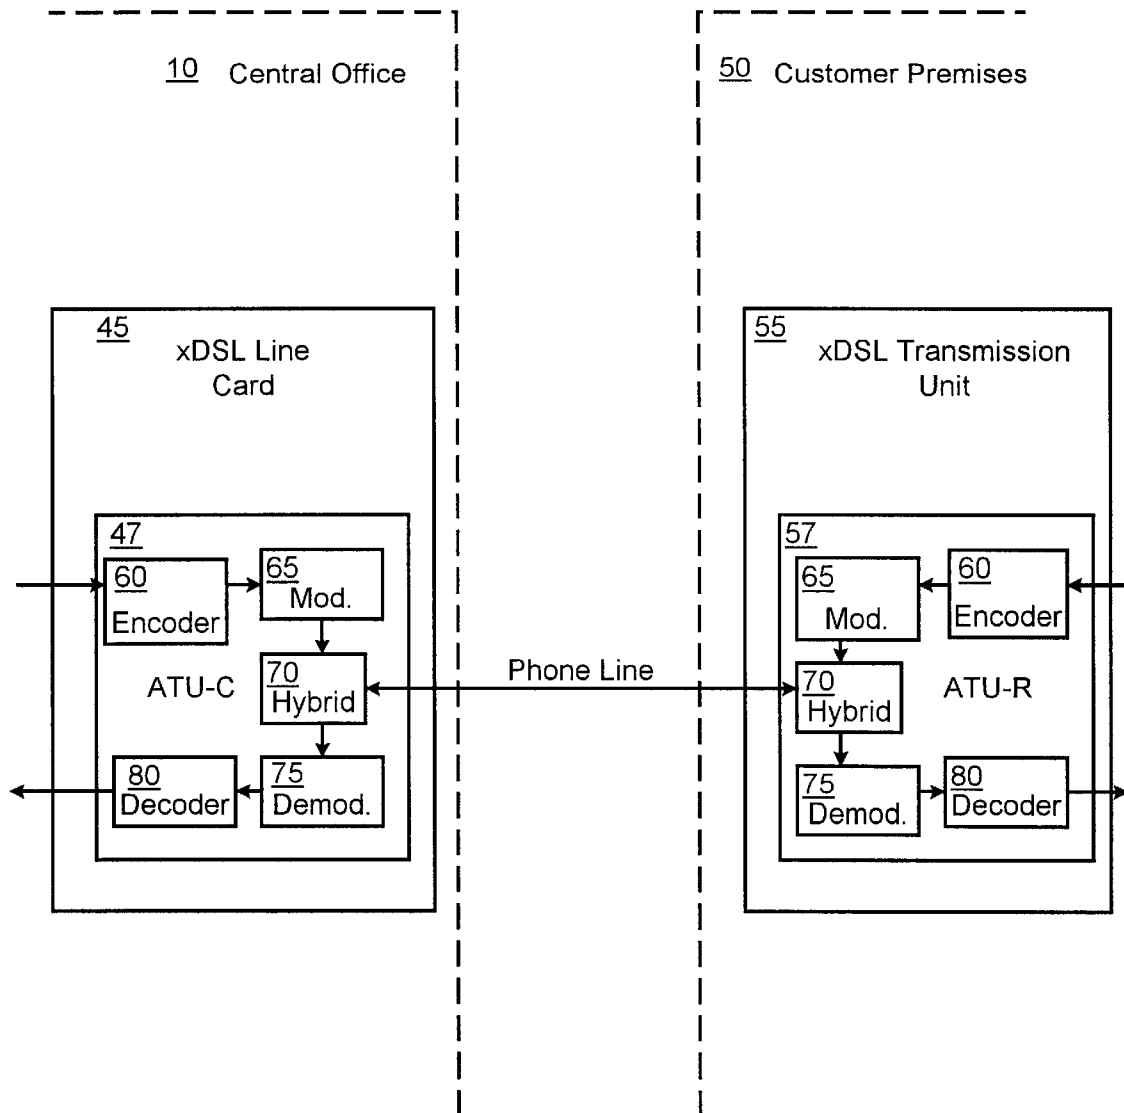 10 Central Office
50 Customer Premises
45
xDSL Line
Card
47
60
Encoder
65
Mod.
ATU-C
70
Hybrid
80
Decoder
75
Demod.
Phone Line
55
xDSL Transmission
Unit
57
65
Mod.
60
Encoder
70
Hybrid
ATU-R
75
Demod.
80
Decoder